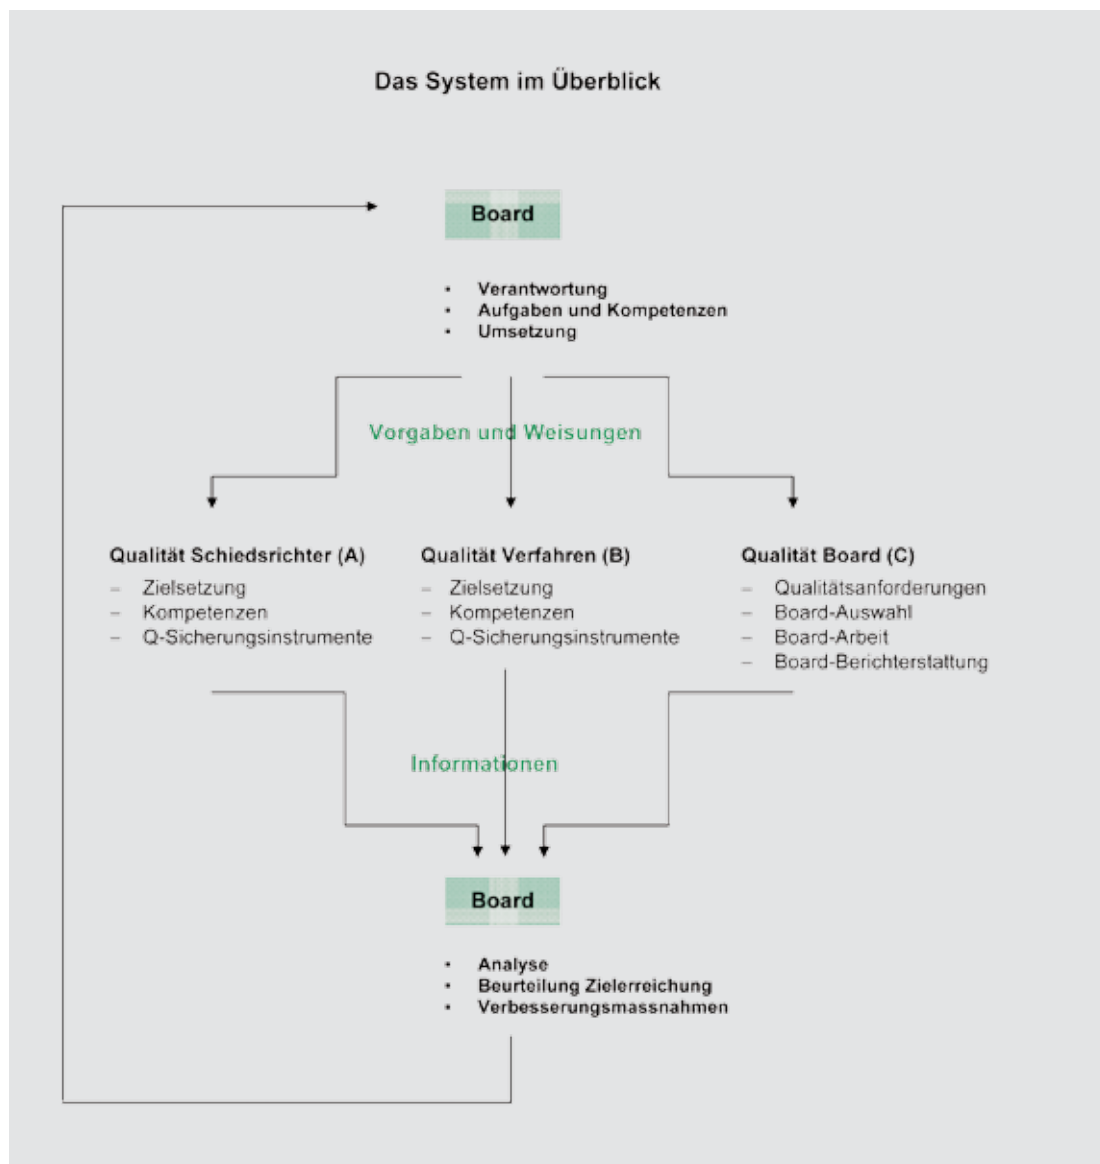 Das System im Überblick
Board
• Verantwortung
• Aufgaben und Kompetenzen
• Umsetzung
Vorgaben und Weisungen
Qualität Schiedsrichter (A)
– Zielsetzung
– Kompetenzen
– Q-Sicherungsinstrumente
Qualität Verfahren (B)
– Zielsetzung
– Kompetenzen
– Q-Sicherungsinstrumente
Qualität Board (C)
– Qualitätsanforderungen
– Board-Auswahl
– Board-Arbeit
– Board-Berichterstattung
Informationen
Board
• Analyse
• Beurteilung Zielerreichung
• Verbesserungsmassnahmen